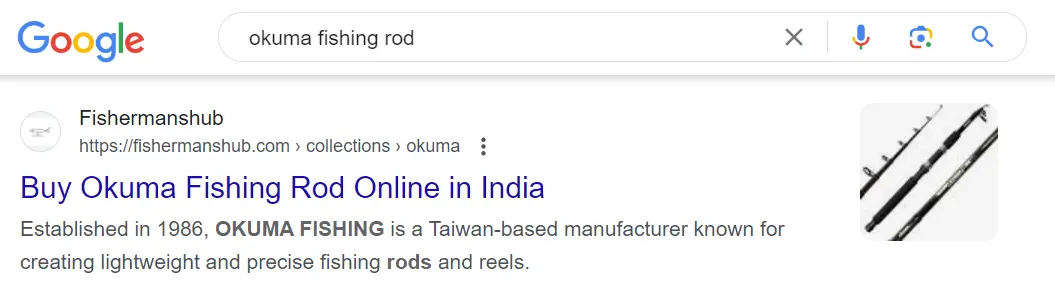 Google
okuma fishing rod
Fishermanshub
https://fishermanshub.com › collections › okuma
Buy Okuma Fishing Rod Online in India
Established in 1986, OKUMA FISHING is a Taiwan-based manufacturer known for
creating lightweight and precise fishing rods and reels.